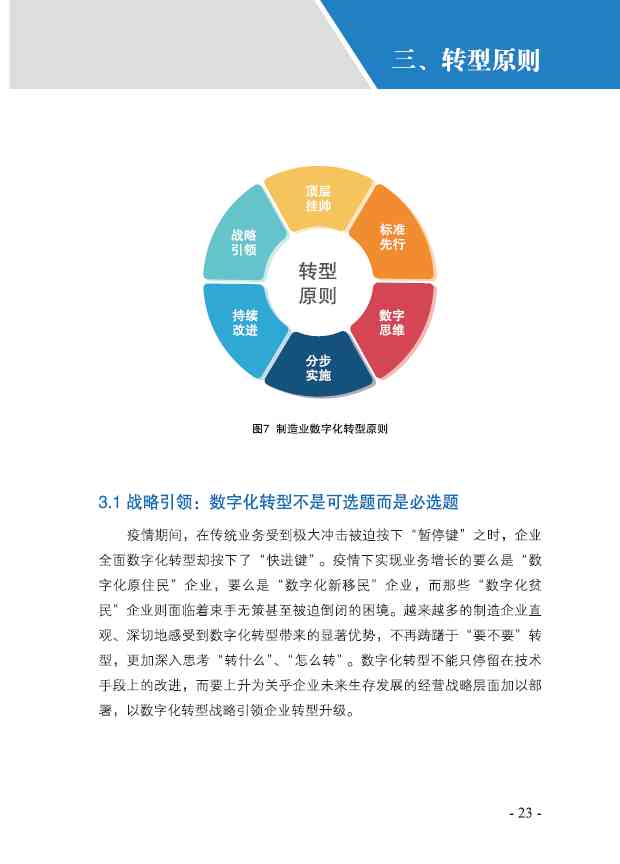 三、转型原则
顶层
挂帅
标准
先行
数字
思维
分步
实施
持续
改进
战略
引领
转型
原则
图7 制造业数字化转型原则
3.1 战略引领：数字化转型不是可选题而是必选题
疫情期间，在传统业务受到极大冲击被迫按下“暂停键”之时，企业
全面数字化转型却按下了“快进键”。疫情下实现业务增长的要么是“数
字化原住民”企业，要么是“数字化新移民”企业，而那些“数字化贫
民”企业则面临着束手无策甚至被迫倒闭的困境。越来越多的制造企业直
观、深切地感受到数字化转型带来的显著优势，不再踌躇于“要不要”转
型，更加深入思考“转什么”、“怎么转”。数字化转型不能只停留在技术
手段上的改进，而要上升为关乎企业未来生存发展的经营战略层面加以部
署，以数字化转型战略引领企业转型升级。
- 23 -